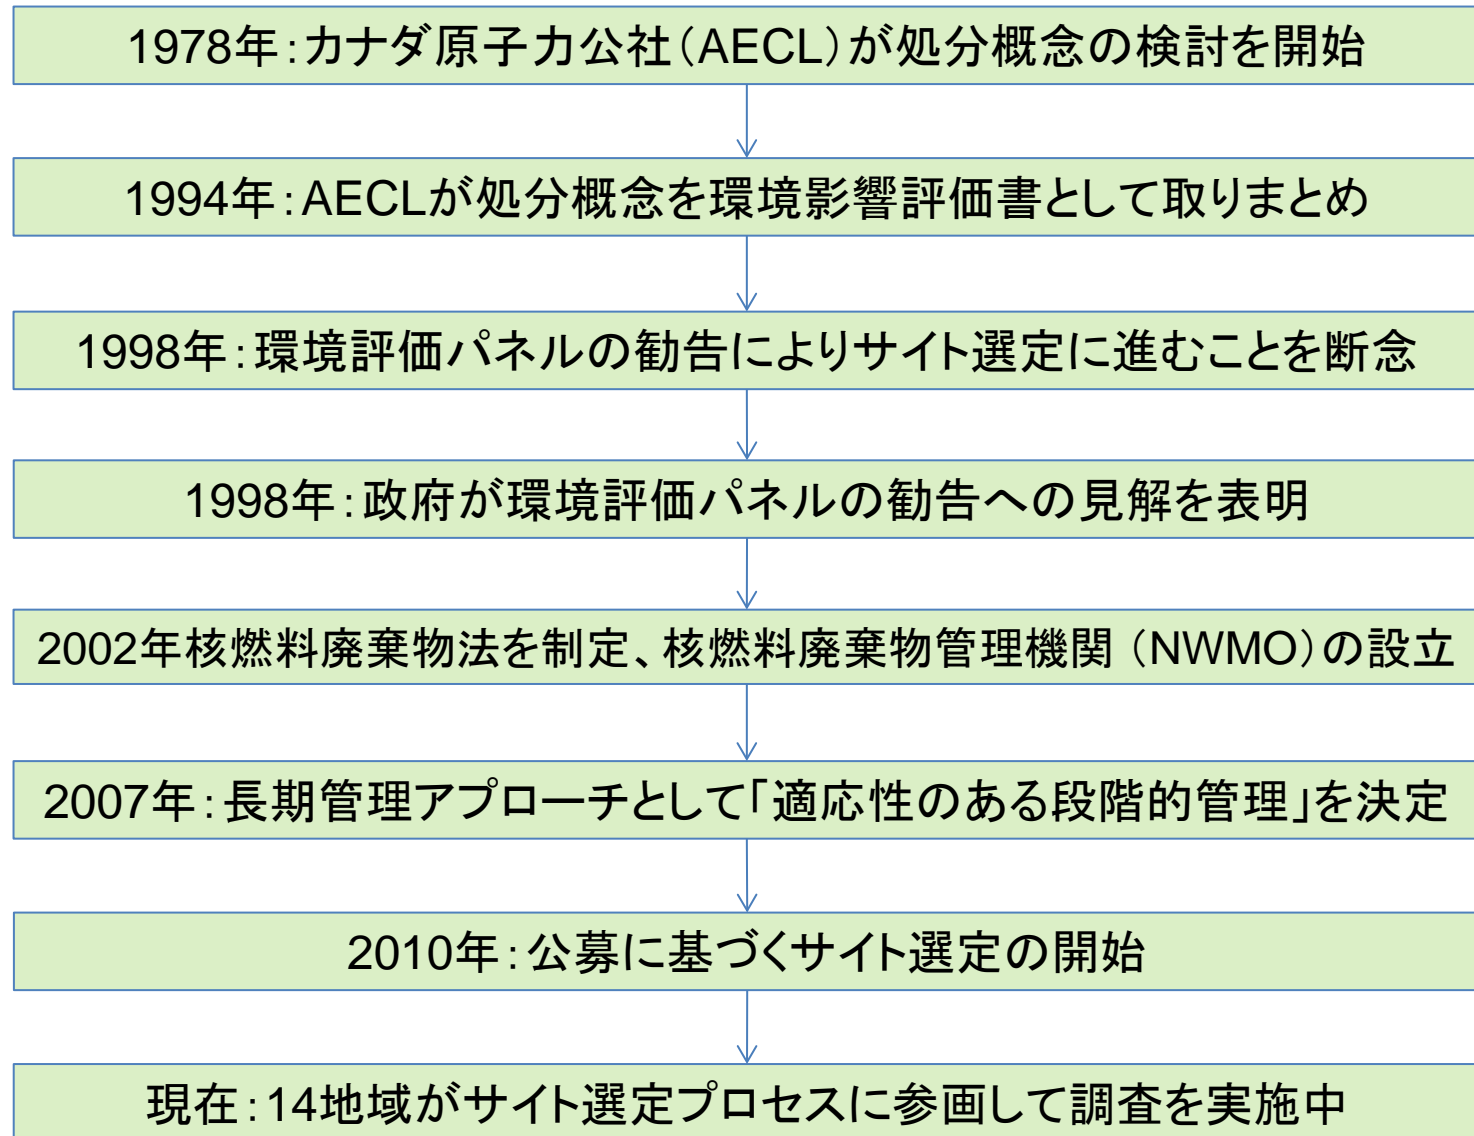 1978年：カナダ原子力公社（AECL）が処分概念の検討を開始
1994年：AECLが処分概念を環境影響評価書として取りまとめ
1998年：環境評価パネルの勧告によりサイト選定に進むことを断念
1998年：政府が環境評価パネルの勧告への見解を表明
2002年核燃料廃棄物法を制定、核燃料廃棄物管理機関（NWMO）の設立
2007年：長期管理アプローチとして「適応性のある段階的管理」を決定
2010年：公募に基づくサイト選定の開始
現在：14地域がサイト選定プロセスに参画して調査を実施中